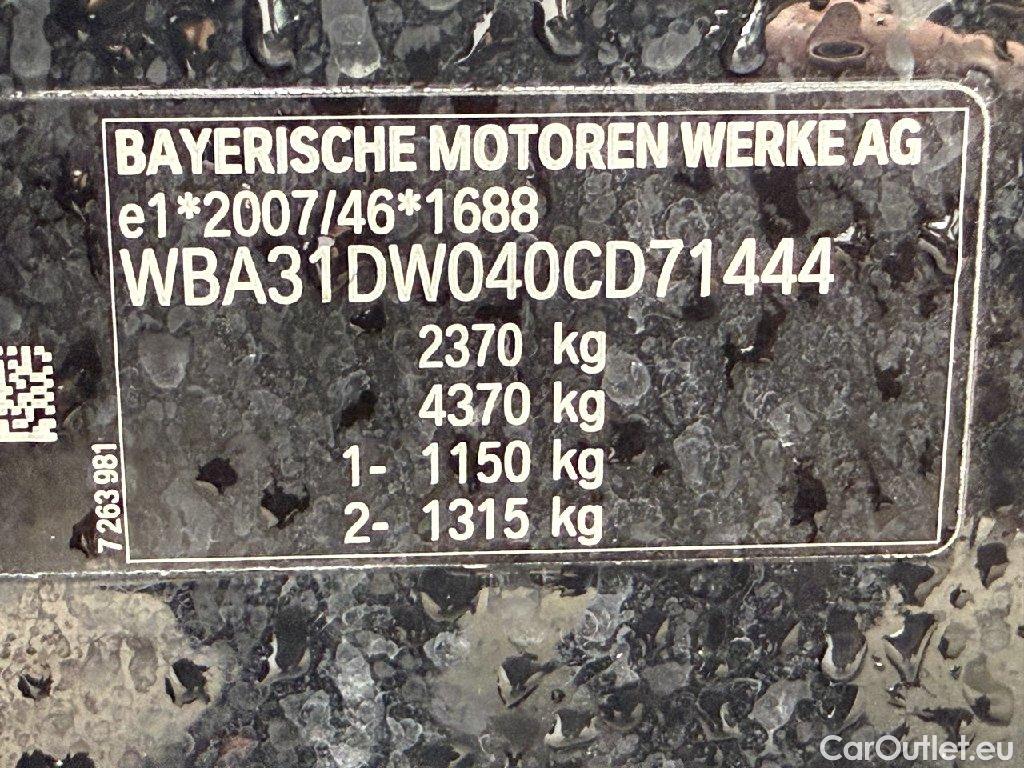 BAYERISCHE MOTOREN WERKE AG
e1*2007/46*1688
WBA31DW040CD71444
2370 kg
4370 kg
1- 1150 kg
2- 1315 kg
7 263 981
CarOutlet.eu